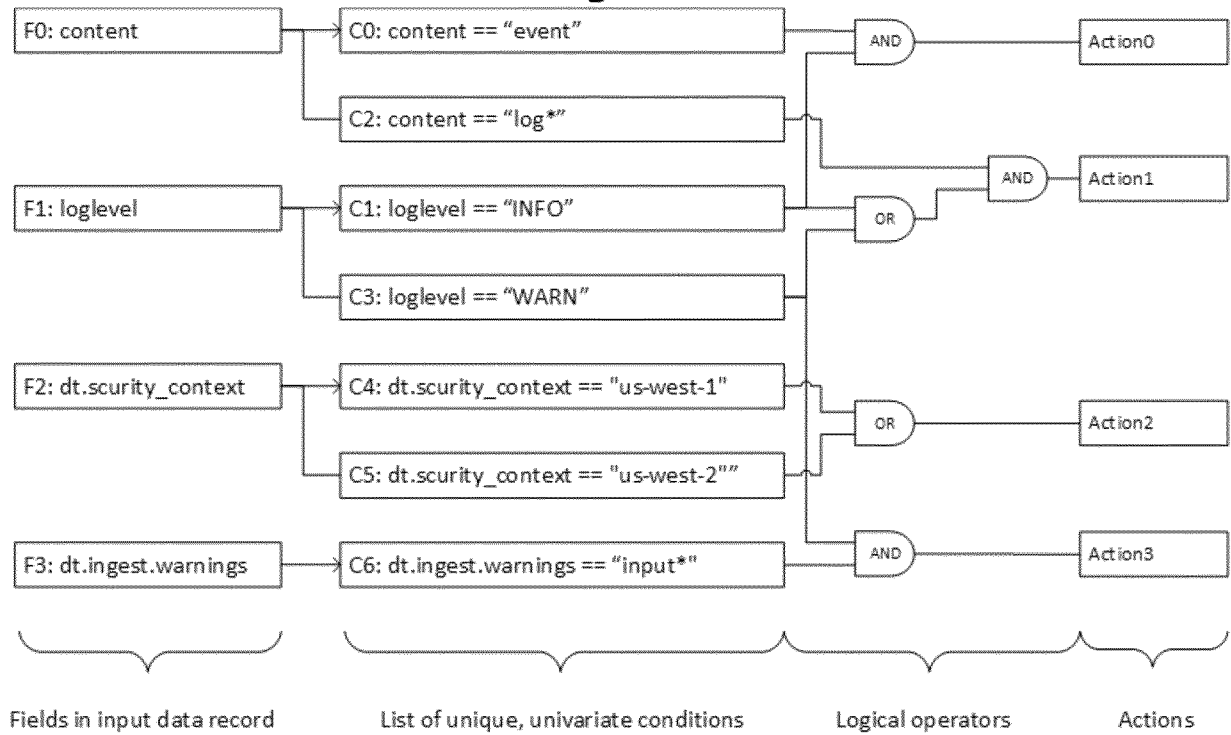 F0: content
C0: content == “event”
AND
Action0
C2: content == “log*”
AND
Action1
F1: loglevel
C1: loglevel == “INFO”
OR
C3: loglevel == “WARN”
F2: dt.scurity_context
C4: dt.scurity_context == "us-west-1"
OR
Action2
C5: dt.scurity_context == "us-west-2"”
F3: dt.ingest.warnings
C6: dt.ingest.warnings == “input*"
AND
Action3
Fields in input data record
List of unique, univariate conditions
Logical operators
Actions